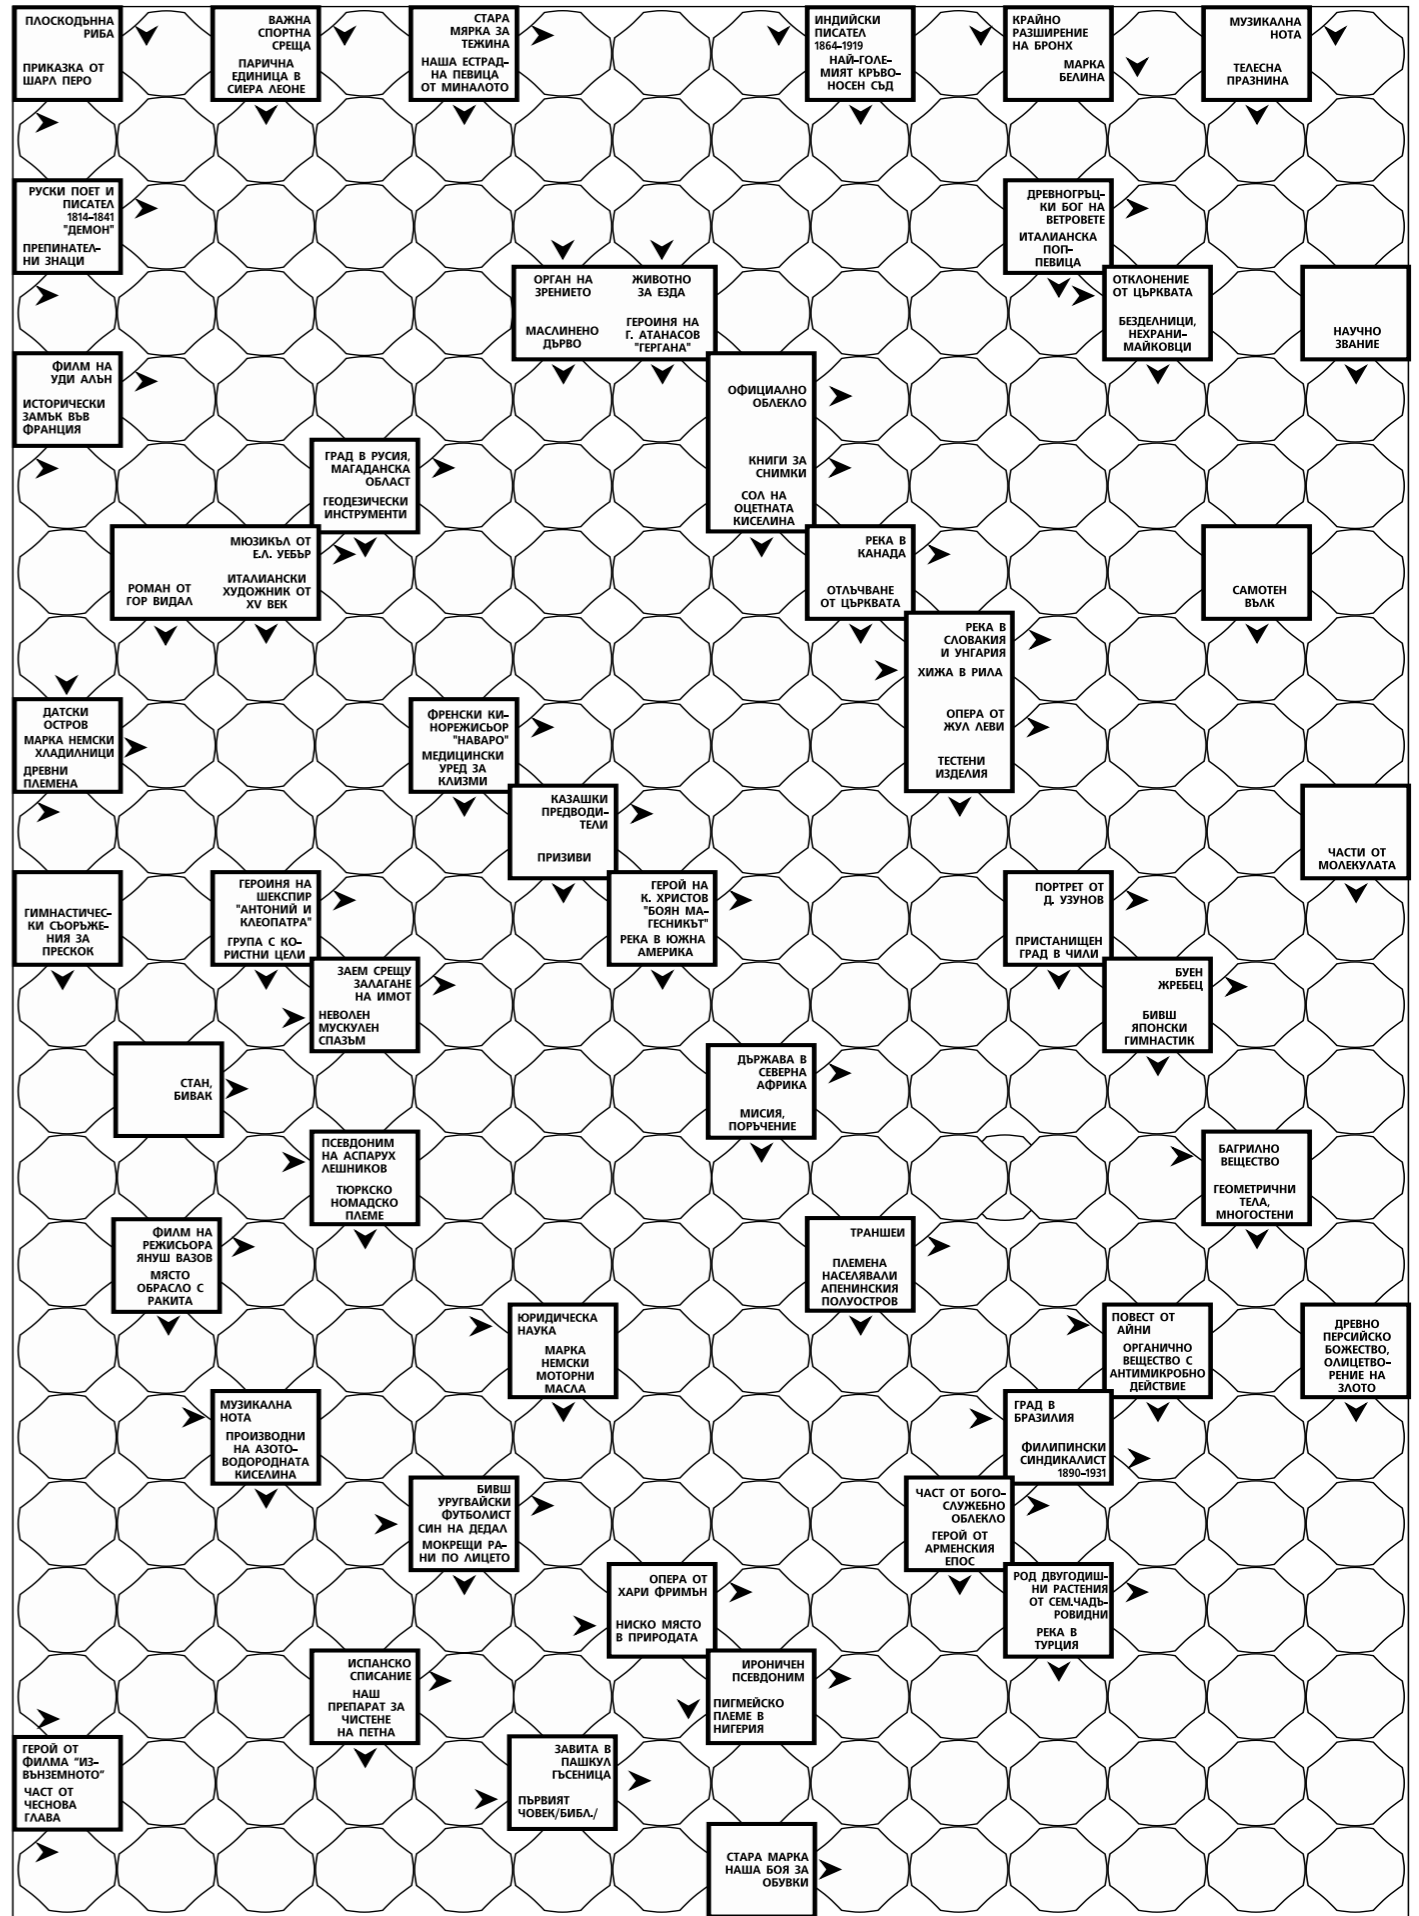 ПЛОСКОДЪННА
РИБА
ПРИКАЗКА ОТ
ШАРЛ ПЕРО
ВАЖНА
СПОРТНА
СРЕЩА
ПАРИЧНА
ЕДИНИЦА В
СИЕРА ЛЕОНЕ
СТАРА
МЯРКА ЗА
ТЕЖИНА
НАША ЕСТРАД-
НА ПЕВИЦА
ОТ МИНАЛОТО
ИНДИЙСКИ
ПИСАТЕЛ
1864-1919
НАЙ-ГОЛЕ-
МИЯТ КРЪВО-
НОСЕН СЪД
КРАЙНО
РАЗШИРЕНИЕ
НА БРОНХ
МАРКА
БЕЛИНА
МУЗИКАЛНА
НОТА
ТЕЛЕСНА
ПРАЗНИНА
РУСКИ ПОЕТ И
ПИСАТЕЛ
1814-1841
"ДЕМОН"
ПРЕПИНАТЕЛ-
НИ ЗНАЦИ
ДРЕВНОГРЪЦ-
КИ БОГ НА
ВЕТРОВЕТЕ
ИТАЛИАНСКА
ПОП-
ПЕВИЦА
ОРГАН НА
ЗРЕНИЕТО
МАСЛИНЕНО
ДЪРВО
ЖИВОТНО
ЗА ЕЗДА
ГЕРОИНЯ НА
Г. АТАНАСОВ
"ГЕРГАНА"
ОТКЛОНЕНИЕ
ОТ ЦЪРКВАТА
БЕЗДЕЛНИЦИ,
НЕХРАНИ-
МАЙКОВЦИ
НАУЧНО
ЗВАНИЕ
ФИЛМ НА
УДИ АЛЪН
ИСТОРИЧЕСКИ
ЗАМЪК ВЪВ
ФРАНЦИЯ
ОФИЦИАЛНО
ОБЛЕКЛО
КНИГИ ЗА
СНИМКИ
СОЛ НА
ОЦЕТНАТА
КИСЕЛИНА
ГРАД В РУСИЯ,
МАГАДАНСКА
ОБЛАСТ
ГЕОДЕЗИЧЕСКИ
ИНСТРУМЕНТИ
МЮЗИКЪЛ ОТ
Е.Л. УЕБЪР
РОМАН ОТ
ГОР ВИДАЛ
ИТАЛИАНСКИ
ХУДОЖНИК ОТ
XV ВЕК
РЕКА В
КАНАДА
ОТЛЪЧВАНЕ
ОТ ЦЪРКВАТА
САМОТЕН
ВЪЛК
РЕКА В
СЛОВАКИЯ
И УНГАРИЯ
ХИЖА В РИЛА
ОПЕРА ОТ
ЖУЛ ЛЕВИ
ТЕСТЕНИ
ИЗДЕЛИЯ
ДАТСКИ
ОСТРОВ
МАРКА НЕМСКИ
ХЛАДИЛНИЦИ
ДРЕВНИ
ПЛЕМЕНА
ФРЕНСКИ КИ-
НОРЕЖИСЬОР
"НАВАРО"
МЕДИЦИНСКИ
УРЕД ЗА
КЛИЗМИ
КАЗАШКИ
ПРЕДВОДИ-
ТЕЛИ
ПРИЗИВИ
ЧАСТИ ОТ
МОЛЕКУЛАТА
ГИМНАСТИЧЕС-
КИ СЪОРЪЖЕ-
НИЯ ЗА
ПРЕСКОК
ГЕРОИНЯ НА
ШЕКСПИР
"АНТОНИЙ И
КЛЕОПАТРА"
ГРУПА С КО-
РИСТНИ ЦЕЛИ
ГЕРОЙ НА
К. ХРИСТОВ
"БОЯН МА-
ГЕСНИКЪТ"
РЕКА В ЮЖНА
АМЕРИКА
ПОРТРЕТ ОТ
Д. УЗУНОВ
ПРИСТАНИЩЕН
ГРАД В ЧИЛИ
ЗАЕМ СРЕЩУ
ЗАЛАГАНЕ
НА ИМОТ
НЕВОЛЕН
МУСКУЛЕН
СПАЗЪМ
БУЕН
ЖРЕБЕЦ
БИВШ
ЯПОНСКИ
ГИМНАСТИК
СТАН,
БИВАК
ДЪРЖАВА В
СЕВЕРНА
АФРИКА
МИСИЯ,
ПОРЪЧЕНИЕ
ПСЕВДОНИМ
НА АСПАРУХ
ЛЕШНИКОВ
ТЮРКСКО
НОМАДСКО
ПЛЕМЕ
БАГРИЛНО
ВЕЩЕСТВО
ГЕОМЕТРИЧНИ
ТЕЛА,
МНОГОСТЕНИ
ФИЛМ НА
РЕЖИСЬОРА
ЯНУШ ВАЗОВ
МЯСТО
ОБРАСЛО С
РАКИТА
ТРАНШЕИ
ПЛЕМЕНА
НАСЕЛЯВАЛИ
АПЕНИНСКИЯ
ПОЛУОСТРОВ
ЮРИДИЧЕСКА
НАУКА
МАРКА
НЕМСКИ
МОТОРНИ
МАСЛА
ПОВЕСТ ОТ
АЙНИ
ОРГАНИЧНО
ВЕЩЕСТВО С
АНТИМИКРОБНО
ДЕЙСТВИЕ
ДРЕВНО
ПЕРСИЙСКО
БОЖЕСТВО,
ОЛИЦЕТВО-
РЕНИЕ НА
ЗЛОТО
МУЗИКАЛНА
НОТА
ПРОИЗВОДНИ
НА АЗОТО-
ВОДОРОДНАТА
КИСЕЛИНА
ГРАД В
БРАЗИЛИЯ
ФИЛИПИНСКИ
СИНДИКАЛИСТ
1890-1931
БИВШ
УРУГВАЙСКИ
ФУТБОЛИСТ
СИН НА ДЕДАЛ
МОКРЕЩИ РА-
НИ ПО ЛИЦЕТО
ЧАСТ ОТ БОГО-
СЛУЖЕБНО
ОБЛЕКЛО
ГЕРОЙ ОТ
АРМЕНСКИЯ
ЕПОС
ОПЕРА ОТ
ХАРИ ФРИМЪН
НИСКО МЯСТО
В ПРИРОДАТА
РОД ДВУГОДИШ-
НИ РАСТЕНИЯ
ОТ СЕМ.ЧАДЪ-
РОВИДНИ
РЕКА В
ТУРЦИЯ
ИСПАНСКО
СПИСАНИЕ
НАШ
ПРЕПАРАТ ЗА
ЧИСТЕНЕ
НА ПЕТНА
ИРОНИЧЕН
ПСЕВДОНИМ
ПИГМЕЙСКО
ПЛЕМЕ В
НИГЕРИЯ
ГЕРОЙ ОТ
ФИЛМА "ИЗ-
ВЪНЗЕМНОТО"
ЧАСТ ОТ
ЧЕСНОВА
ГЛАВА
ЗАВИТА В
ПАШКУЛ
ГЪСЕНИЦА
ПЪРВИЯТ
ЧОВЕК/БИБЛ./
СТАРА МАРКА
НАША БОЯ ЗА
ОБУВКИ